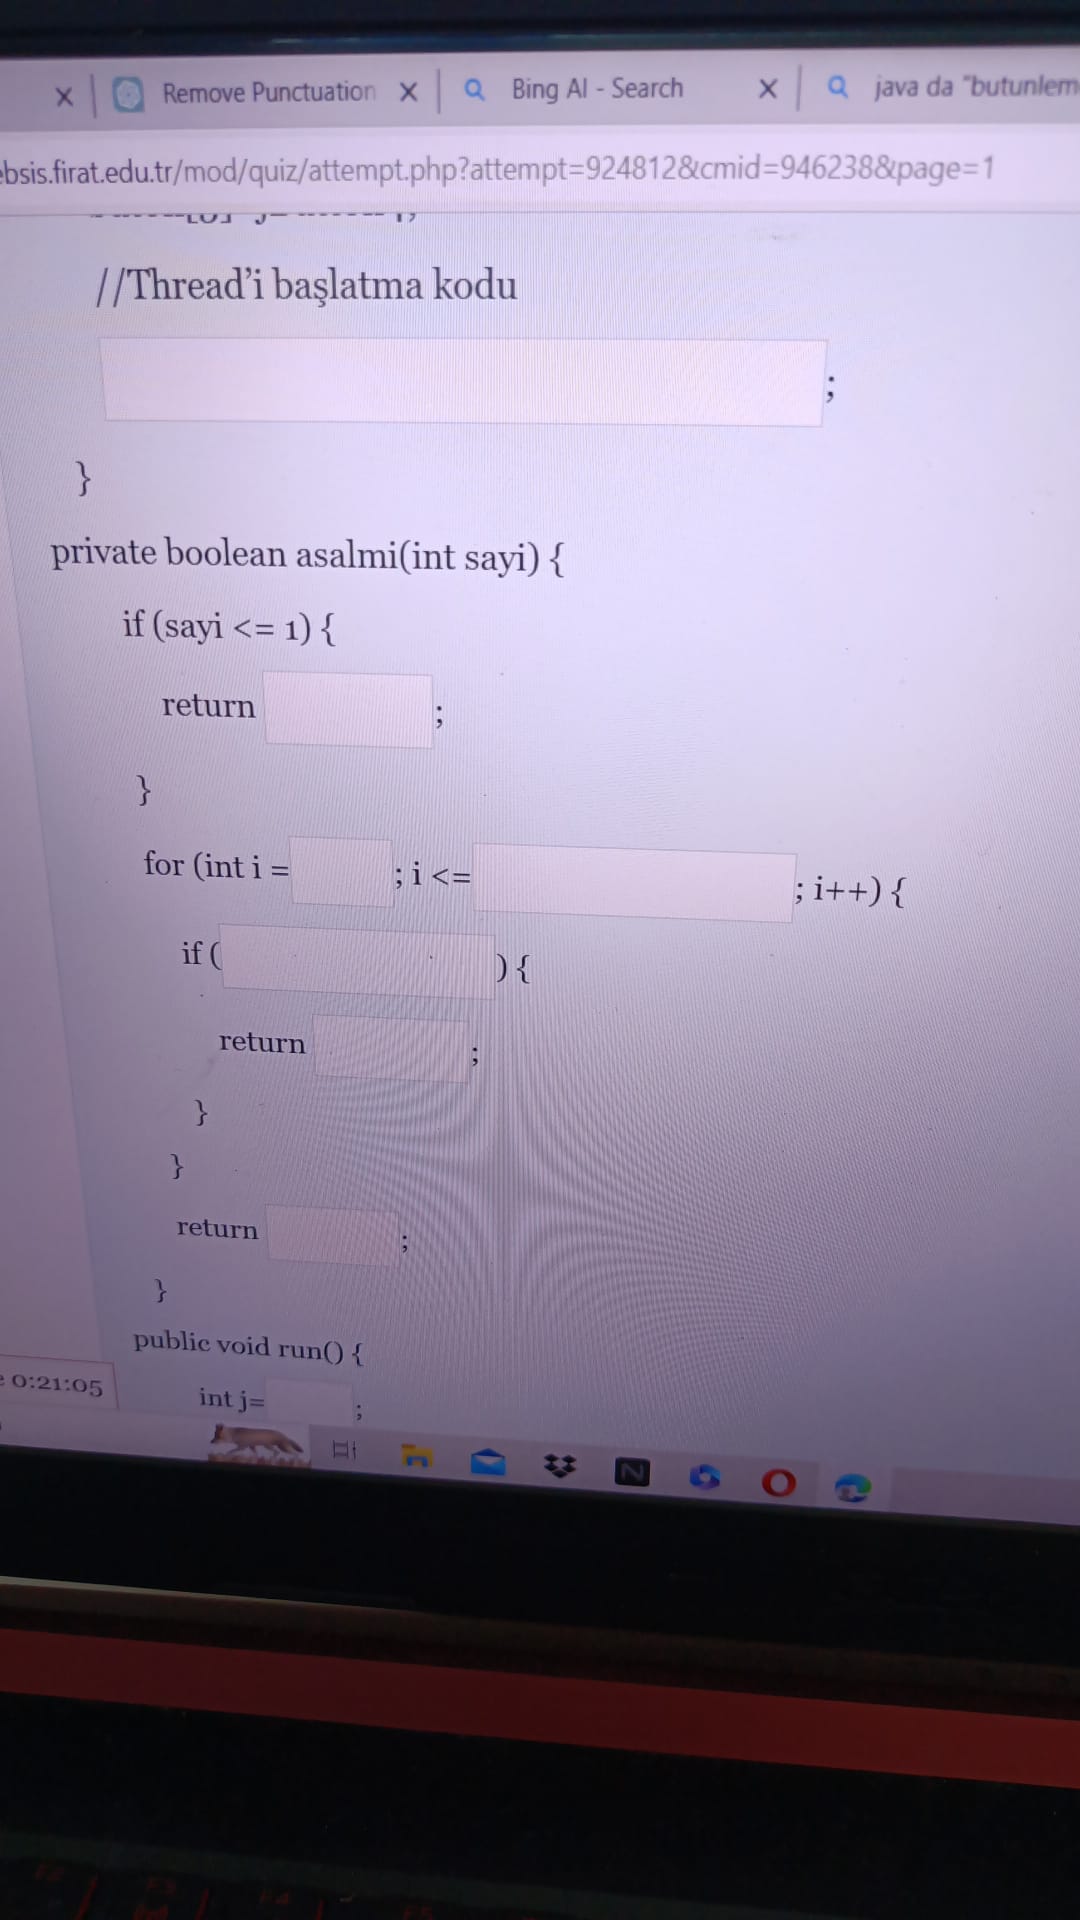 Remove Punctuation
Bing AI - Search
java da "butunlem
bsis.firat.edu.tr/mod/quiz/attempt.php?attempt=924812&cmid=946238&page=1
//Thread'i başlatma kodu
;
}
private boolean asalmi(int sayi) {
if (sayi <= 1) {
return ;
}
for (int i = ; i <= ; i++) {
if ( ) {
return ;
}
}
return ;
}
public void run() {
0:21:05
int j= ;